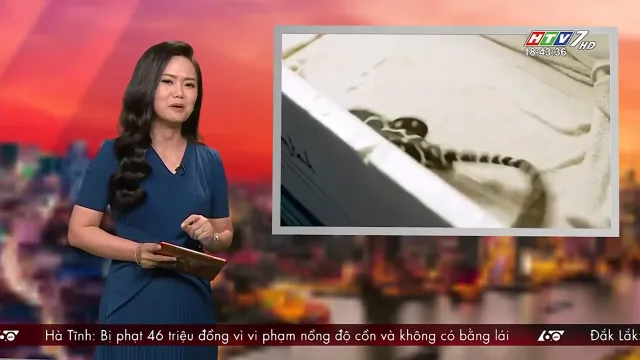 HTV7 HD
18:43:36
Hà Tĩnh: Bị phạt 46 triệu đồng vì vi phạm nồng độ cồn và không có bằng lái
Đắk Lắk